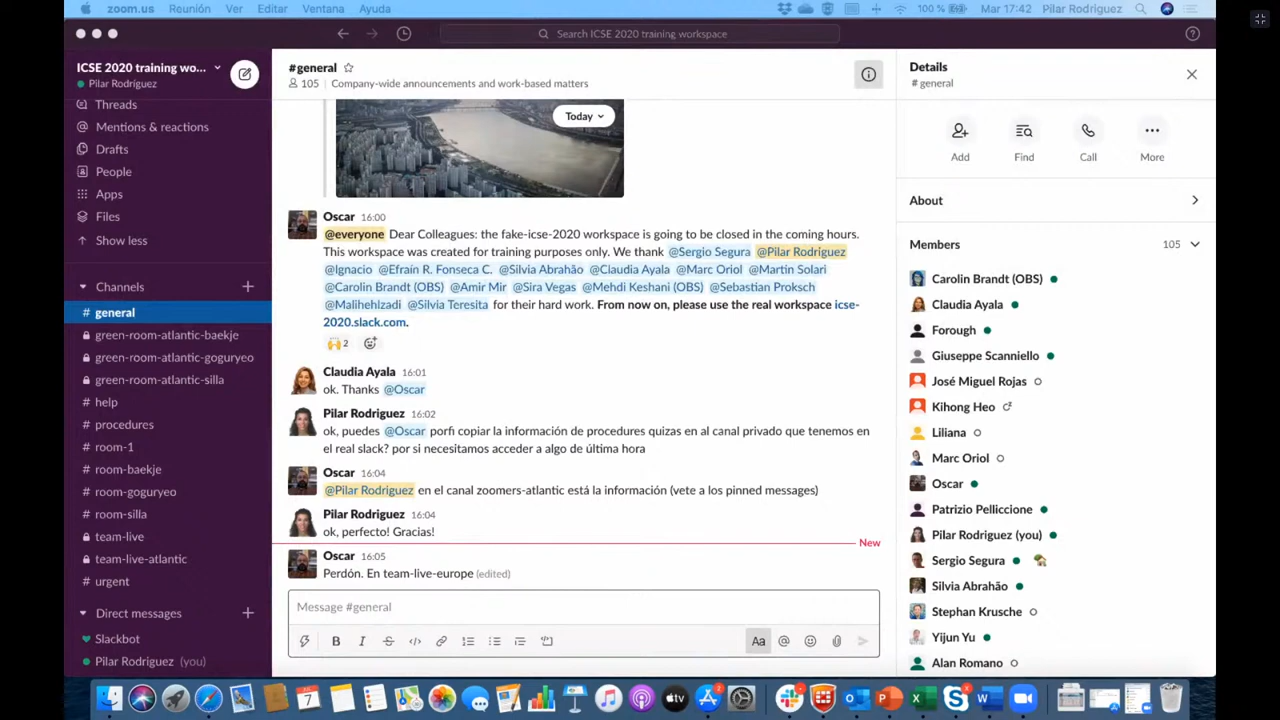 zoom.us Reunión Ver Editar Ventana Ayuda 100 % Mar 17:42 Pilar Rodriguez
Search ICSE 2020 training workspace
ICSE 2020 training wo...
Pilar Rodríguez
Threads
Mentions & reactions
Drafts
People
Apps
Files
Show less
Channels
# general
green-room-atlantic-baekje
green-room-atlantic-goguryeo
green-room-atlantic-silla
# help
# procedures
# room-1
# room-baekje
# room-goguryeo
# room-silla
team-live
team-live-atlantic
# urgent
Direct messages
Slackbot
Pilar Rodriguez (you)
#general
105 | Company-wide announcements and work-based matters
Today
Oscar 16:00
@everyone Dear Colleagues: the fake-icse-2020 workspace is going to be closed in the coming hours.
This workspace was created for training purposes only. We thank @Sergio Segura @Pilar Rodríguez
@Ignacio @Efraín R. Fonseca C. @Silvia Abrahão @Claudia Ayala @Marc Oriol @Martin Solari
@Carolin Brandt (OBS) @Amir Mir @Sira Vegas @Mehdi Keshani (OBS) @Sebastian Proksch
@Malihehizadi @Silvia Teresita for their hard work. From now on, please use the real workspace icse-
2020.slack.com.
2
Claudia Ayala 16:01
ok. Thanks @Oscar
Pilar Rodriguez 16:02
ok, puedes @Oscar porfi copiar la información de procedures quizas en al canal privado que tenemos en
el real slack? por si necesitamos acceder a algo de última hora
Oscar 16:04
@Pilar Rodriguez en el canal zoomers-atlantic está la información (vete a los pinned messages)
Pilar Rodriguez 16:04
ok, perfecto! Gracias!
New
Oscar 16:05
Perdón. En team-live-europe (edited)
Message #general
B I S Aa @
Details
# general
Add Find Call More
About
Members 105
Carolin Brandt (OBS)
Claudia Ayala
Forough
Giuseppe Scanniello
José Miguel Rojas
Kihong Heo
Liliana
Marc Oriol
Oscar
Patrizio Pelliccione
Pilar Rodriguez (you)
Sergio Segura
Silvia Abrahão
Stephan Krusche
Yijun Yu
Alan Romano